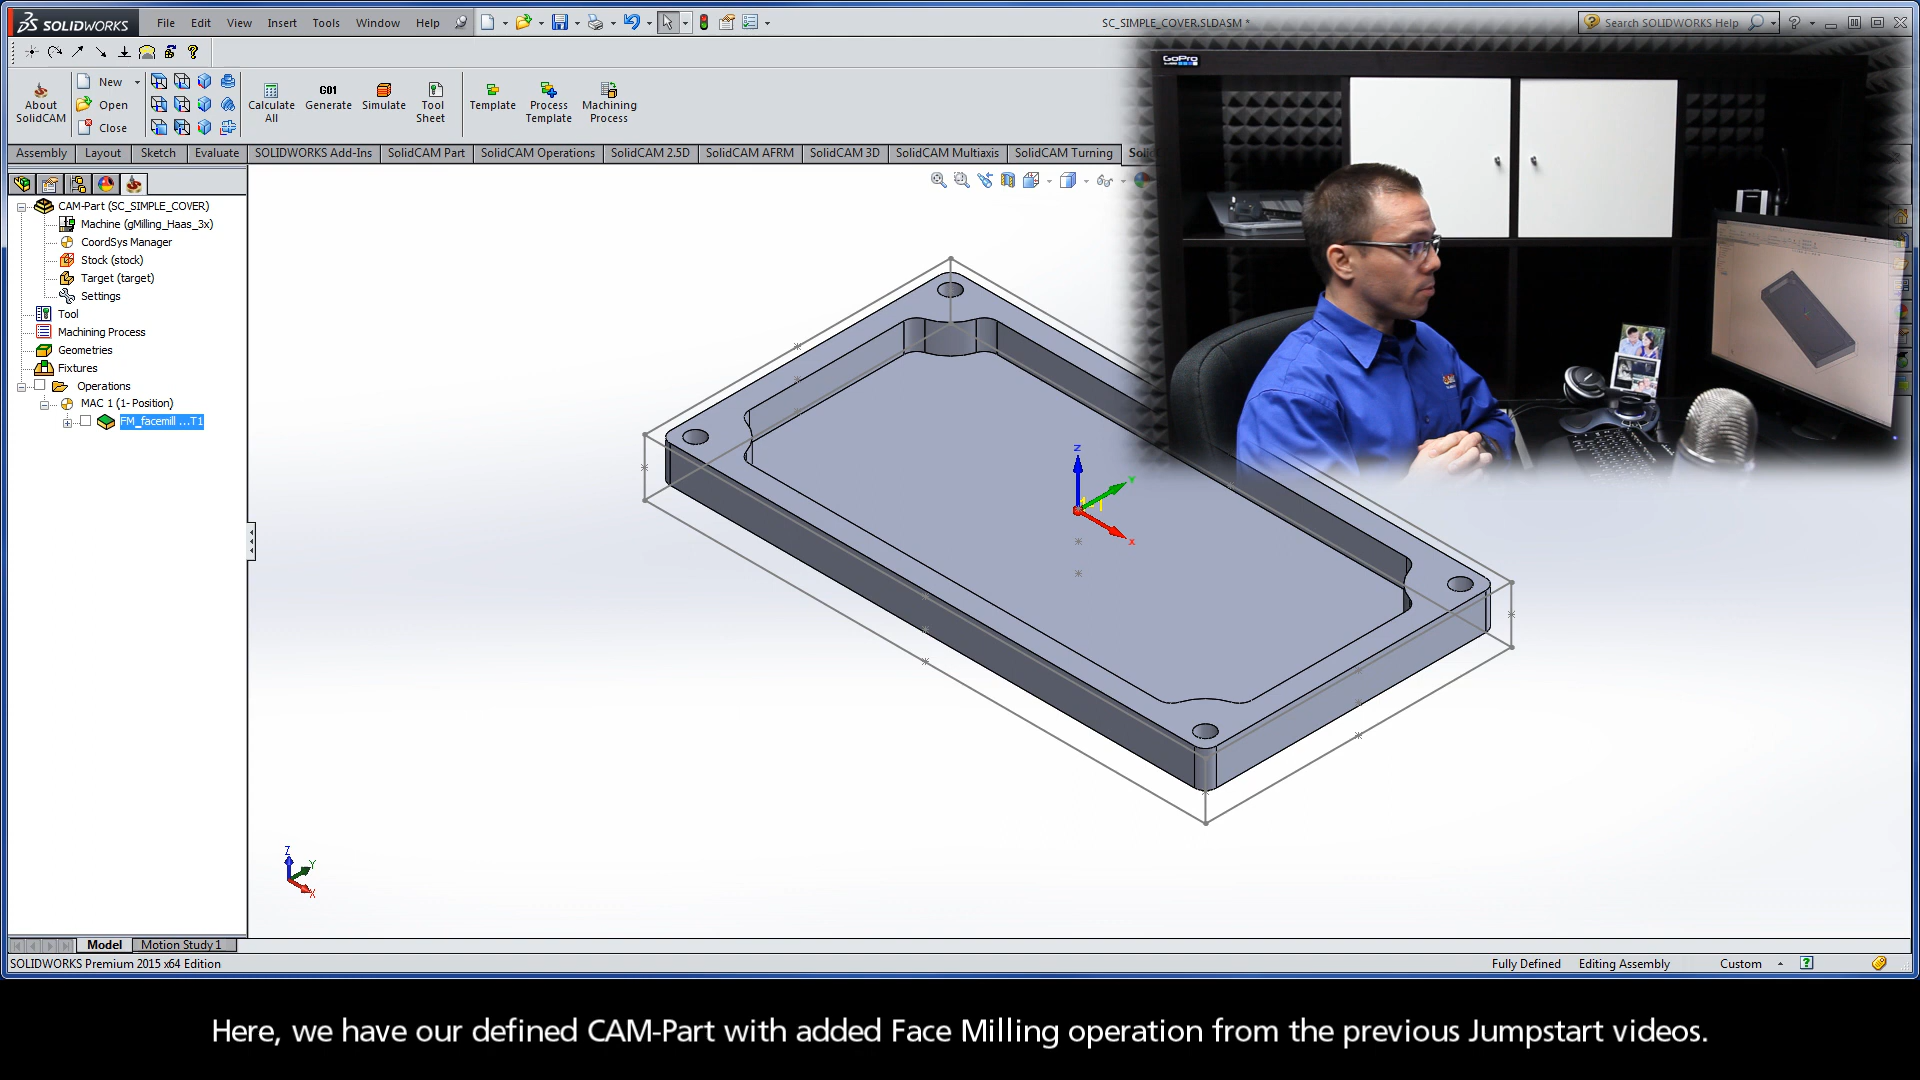 SOLIDWORKS File Edit View Insert Tools Window Help SC_SIMPLE_COVER.SLDASM * Search SOLIDWORKS Help
GoPro
New
Open
Close
About SolidCAM
Calculate All
G01
Generate
Simulate
Tool Sheet
Template
Process Template
Machining Process
Assembly Layout Sketch Evaluate SOLIDWORKS Add-Ins SolidCAM Part SolidCAM Operations SolidCAM 2.5D SolidCAM AFRM SolidCAM 3D SolidCAM Multiaxis SolidCAM Turning
CAM-Part (SC_SIMPLE_COVER)
Machine (gMilling_Haas_3x)
CoordSys Manager
Stock (stock)
Target (target)
Settings
Tool
Machining Process
Geometries
Fixtures
Operations
MAC 1 (1- Position)
FM_facemill ...T1
Z
Y
X
Z
Y
X
Model Motion Study 1
SOLIDWORKS Premium 2015 x64 Edition Fully Defined Editing Assembly Custom
Here, we have our defined CAM-Part with added Face Milling operation from the previous Jumpstart videos.